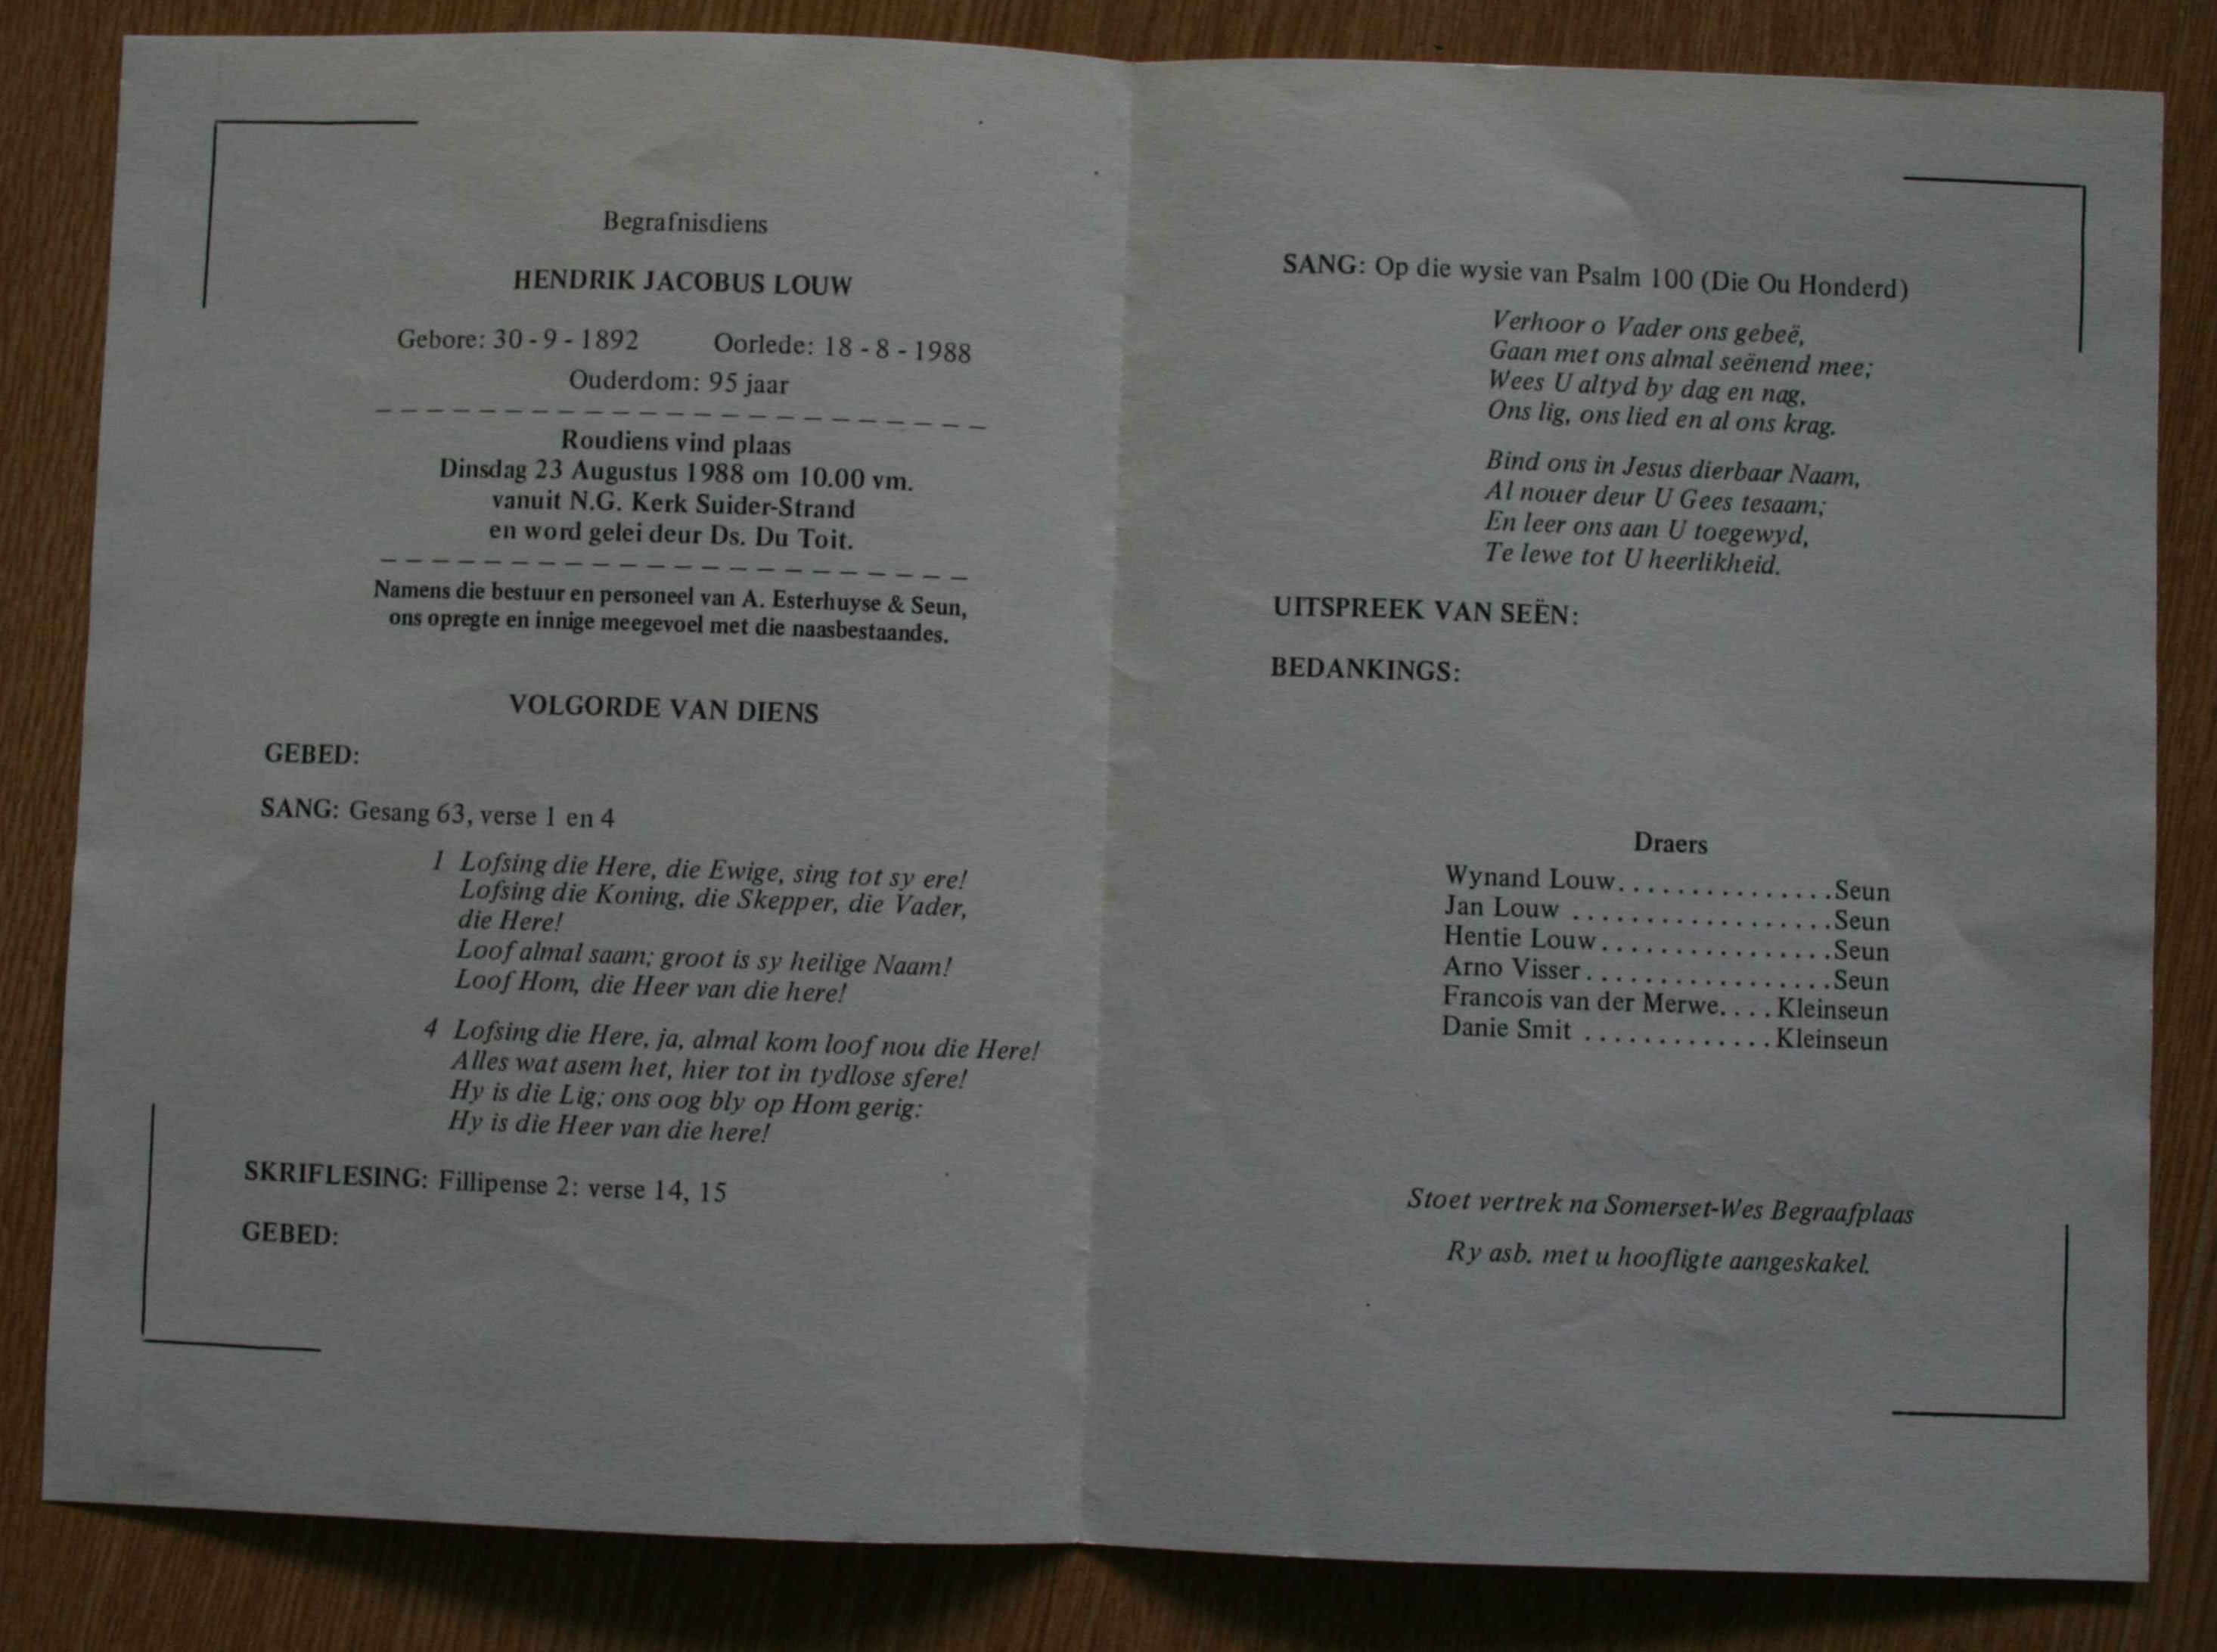 Begrafnisdiens
HENDRIK JACOBUS LOUW
Gebore: 30 - 9 - 1892 Oorlede: 18 - 8 - 1988
Ouderdom: 95 jaar
Roudiens vind plaas
Dinsdag 23 Augustus 1988 om 10.00 vm.
vanuit N.G. Kerk Suider-Strand
en word gelei deur Ds. Du Toit.
Namens die bestuur en personeel van A. Esterhuyse & Seun,
ons opregte en innige meegevoel met die naasbestaandes.
VOLGORDE VAN DIENS
GEBED:
SANG: Gesang 63, verse 1 en 4
1 Lofsing die Here, die Ewige, sing tot sy ere!
Lofsing die Koning, die Skepper, die Vader,
die Here!
Loof almal saam; groot is sy heilige Naam!
Loof Hom, die Heer van die here!
4 Lofsing die Here, ja, almal kom loof nou die Here!
Alles wat asem het, hier tot in tydlose sfere!
Hy is die Lig; ons oog bly op Hom gerig:
Hy is die Heer van die here!
SKRIFLESING: Fillipense 2: verse 14, 15
GEBED:
SANG: Op die wysie van Psalm 100 (Die Ou Honderd)
Verhoor o Vader ons gebeë,
Gaan met ons almal seënend mee;
Wees U altyd by dag en nag,
Ons lig, ons lied en al ons krag.
Bind ons in Jesus dierbaar Naam,
Al nouer deur U Gees tesaam;
En leer ons aan U toegewyd,
Te lewe tot U heerlikheid.
UITSPREEK VAN SEËN:
BEDANKINGS:
Draers
Wynand Louw...............Seun
Jan Louw ..................Seun
Hentie Louw................Seun
Arno Visser.................Seun
Francois van der Merwe....Kleinseun
Danie Smit .............Kleinseun
Stoet vertrek na Somerset-Wes Begraafplaas
Ry asb. met u hoofligte aangeskakel.